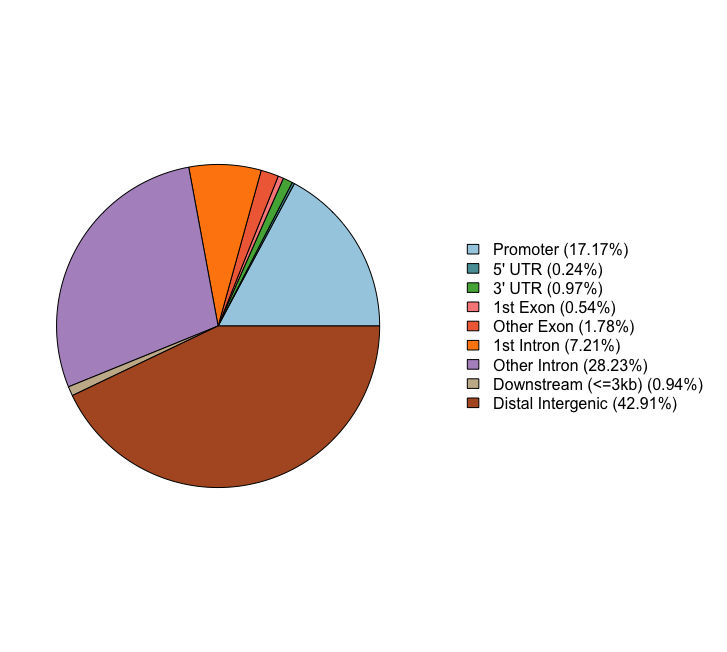 Promoter (17.17%)
5' UTR (0.24%)
3' UTR (0.97%)
1st Exon (0.54%)
Other Exon (1.78%)
1st Intron (7.21%)
Other Intron (28.23%)
Downstream (<=3kb) (0.94%)
Distal Intergenic (42.91%)